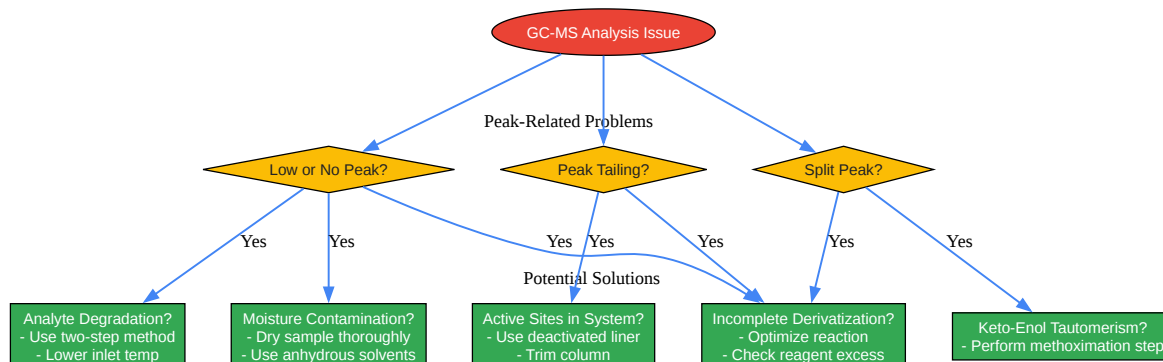 GC-MS Analysis Issue
Peak-Related Problems
Low or No Peak?
Peak Tailing?
Split Peak?
Yes
Yes
Yes
Yes
Yes
Yes
Yes
Potential Solutions
Analyte Degradation?
- Use two-step method
- Lower inlet temp
Moisture Contamination?
- Dry sample thoroughly
- Use anhydrous solvents
Active Sites in System?
- Use deactivated liner
- Trim column
Incomplete Derivatization?
- Optimize reaction
- Check reagent excess
Keto-Enol Tautomerism?
- Perform methoximation step